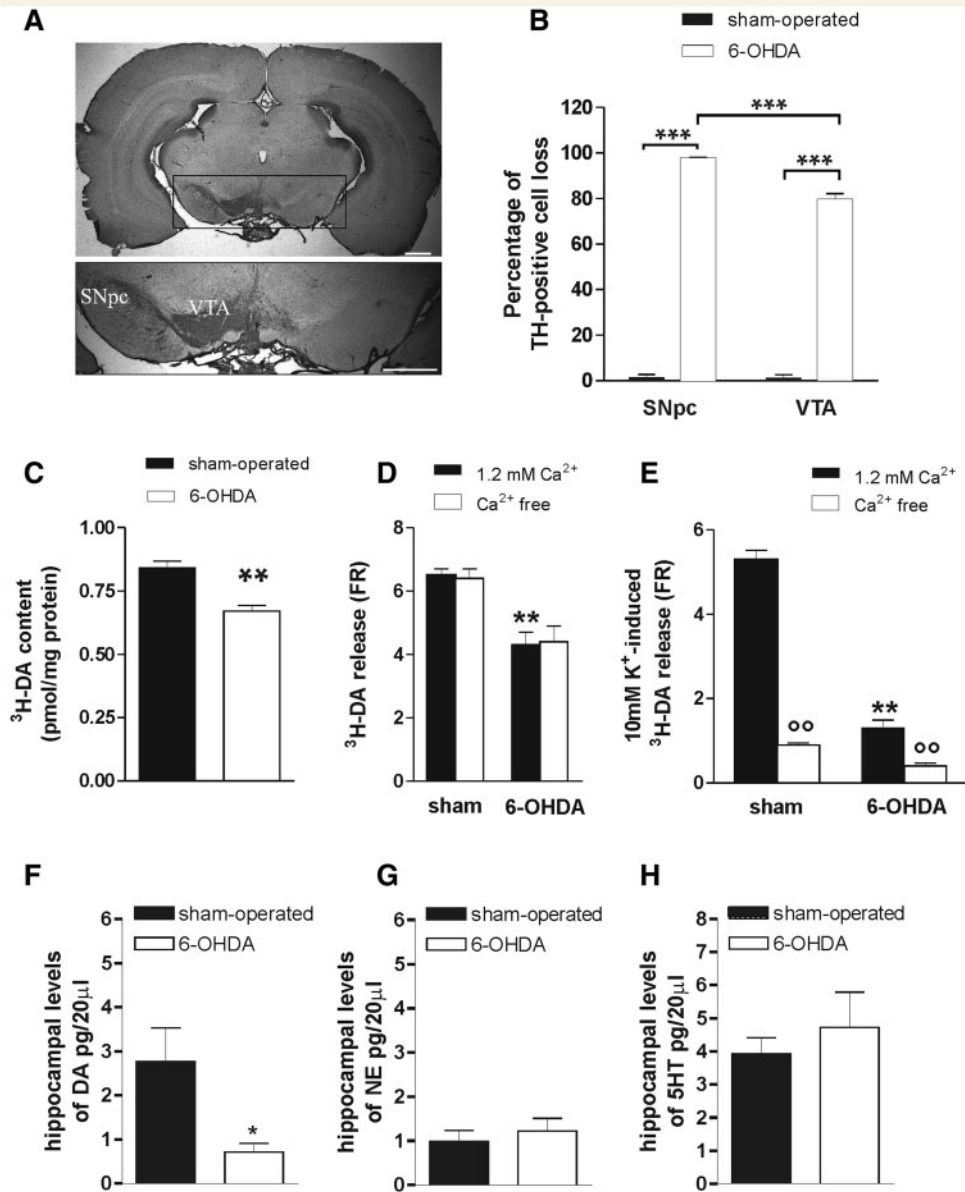 A
SNpc
VTA
B
sham-operated
6-OHDA
Percentage of
TH-positive cell loss
120
100
80
60
40
20
0
***
***
***
SNpc
VTA
C
sham-operated
6-OHDA
³H-DA content
(pmol/mg protein)
1.00
0.75
0.50
0.25
0.00
**
D
1.2 mM Ca²⁺
Ca²⁺ free
³H-DA release (FR)
8
6
4
2
0
**
sham
6-OHDA
E
1.2 mM Ca²⁺
Ca²⁺ free
10mM K⁺-induced
³H-DA release (FR)
6
4
2
0
oo
**
oo
sham
6-OHDA
F
sham-operated
6-OHDA
hippocampal levels
of DA pg/20µl
6
5
4
3
2
1
0
*
G
sham-operated
6-OHDA
hippocampal levels
of NE pg/20µl
6
5
4
3
2
1
0
H
sham-operated
6-OHDA
hippocampal levels
of 5HT pg/20µl
8
7
6
5
4
3
2
1
0